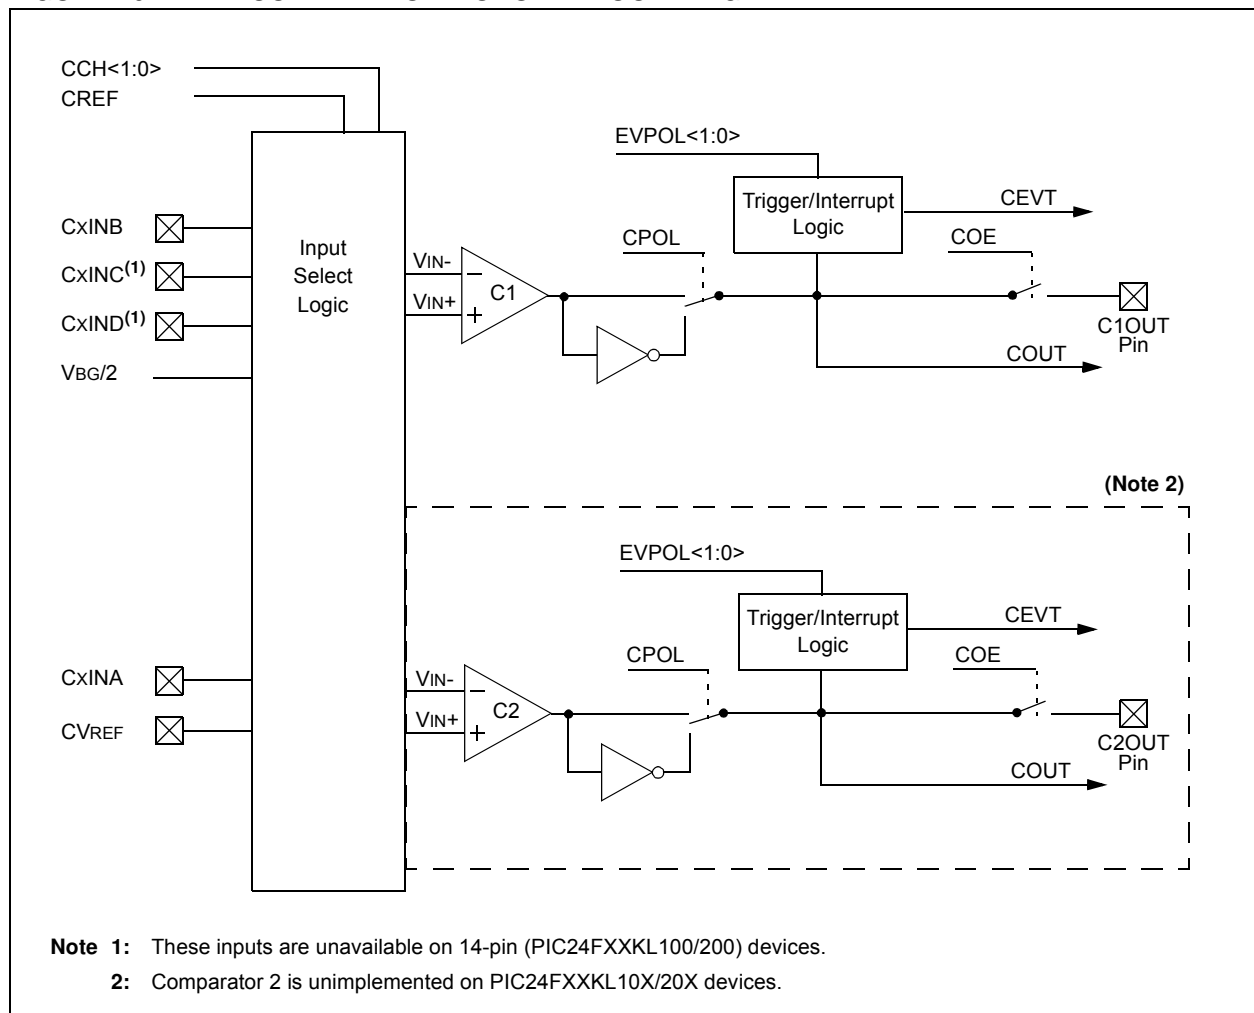 CCH<1:0>
CREF
EVPOL<1:0>
Trigger/Interrupt
Logic
CEVT
CXINB
Input
Select
Logic
CPOL
COE
CXINC(1)
VIN-
C1
CXIND(1)
VIN+
C1OUT
Pin
VBG/2
COUT
(Note 2)
EVPOL<1:0>
Trigger/Interrupt
Logic
CEVT
CXINA
CPOL
COE
VIN-
C2
CVREF
VIN+
C2OUT
Pin
COUT
Note 1: These inputs are unavailable on 14-pin (PIC24FXXKL100/200) devices.
2: Comparator 2 is unimplemented on PIC24FXXKL10X/20X devices.